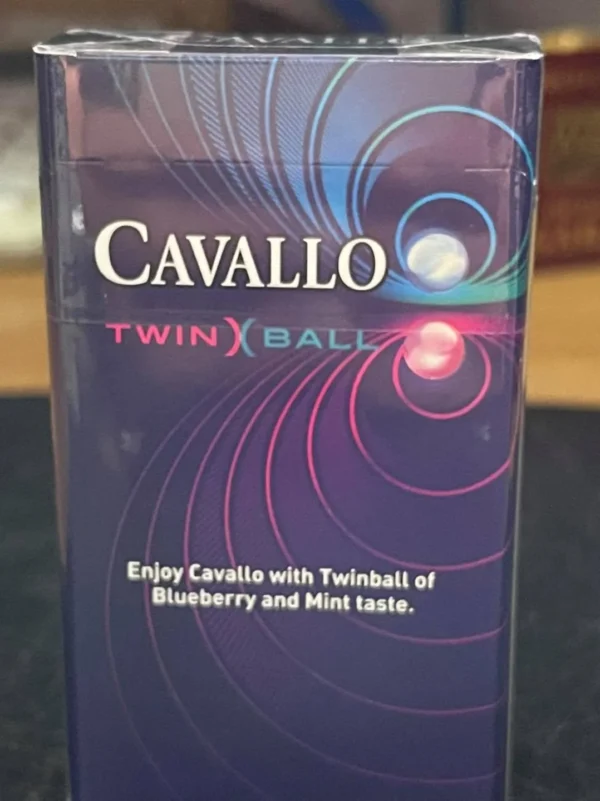 CAVALLO
TWIN BALL
Enjoy Cavallo with Twinball of
Blueberry and Mint taste.